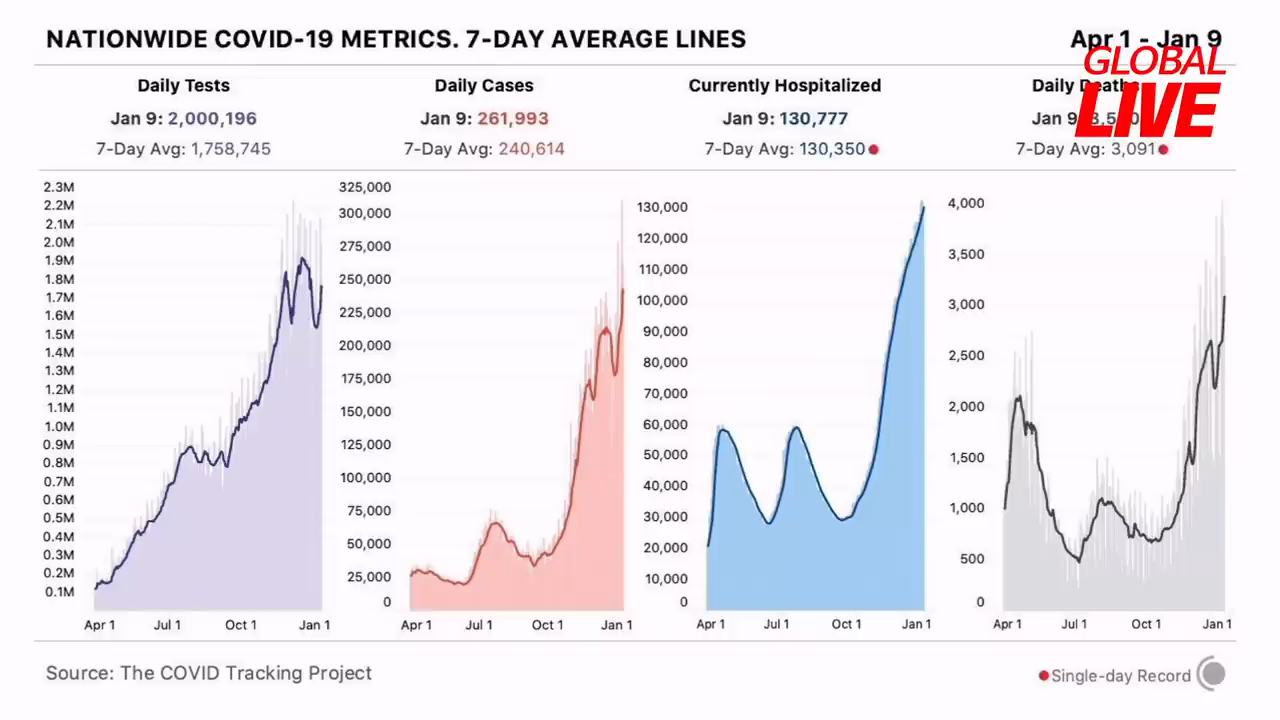 NATIONWIDE COVID-19 METRICS. 7-DAY AVERAGE LINES
Apr 1 - Jan 9
GLOBAL
LIVE
Daily Tests
Jan 9: 2,000,196
7-Day Avg: 1,758,745
Daily Cases
Jan 9: 261,993
7-Day Avg: 240,614
Currently Hospitalized
Jan 9: 130,777
7-Day Avg: 130,350
Daily Deaths
Jan 9:
7-Day Avg: 3,091
2.3M
2.2M
2.1M
2.0M
1.9M
1.8M
1.7M
1.6M
1.5M
1.4M
1.3M
1.2M
1.1M
1.0M
0.9M
0.8M
0.7M
0.6M
0.5M
0.4M
0.3M
0.2M
0.1M
Apr 1 Jul 1 Oct 1 Jan 1
325,000
300,000
275,000
250,000
225,000
200,000
175,000
150,000
125,000
100,000
75,000
50,000
25,000
0
Apr 1 Jul 1 Oct 1 Jan 1
130,000
120,000
110,000
100,000
90,000
80,000
70,000
60,000
50,000
40,000
30,000
20,000
10,000
0
Apr 1 Jul 1 Oct 1 Jan 1
4,000
3,500
3,000
2,500
2,000
1,500
1,000
500
0
Apr 1 Jul 1 Oct 1 Jan 1
Source: The COVID Tracking Project
Single-day Record